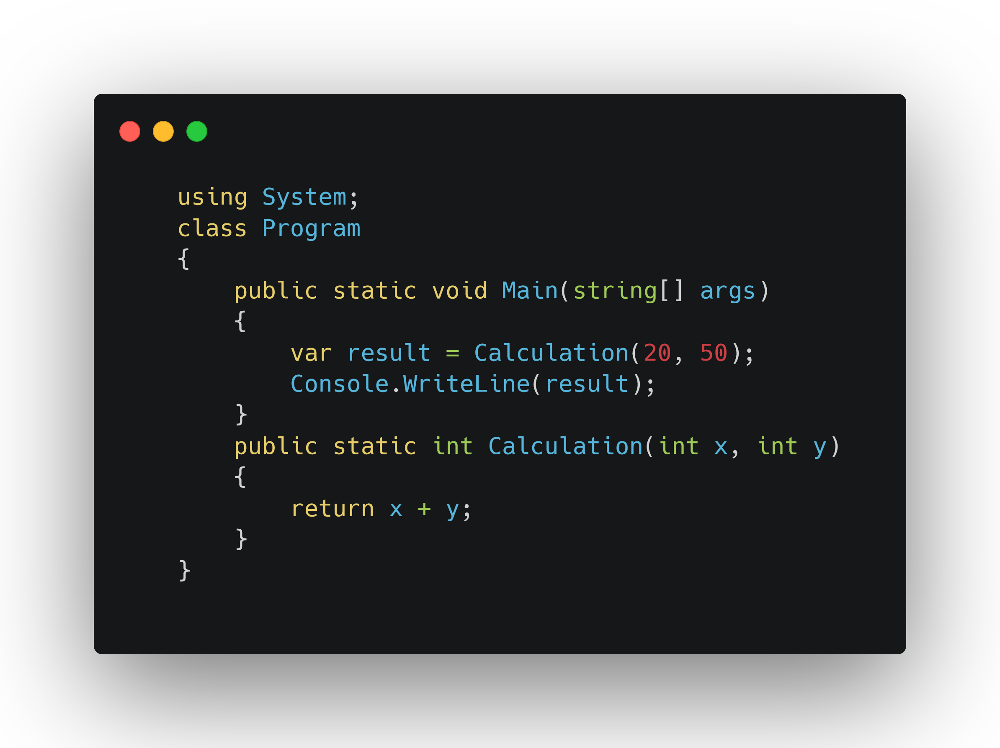 using System;
class Program
{
    public static void Main(string[] args)
    {
        var result = Calculation(20, 50);
        Console.WriteLine(result);
    }
    public static int Calculation(int x, int y)
    {
        return x + y;
    }
}